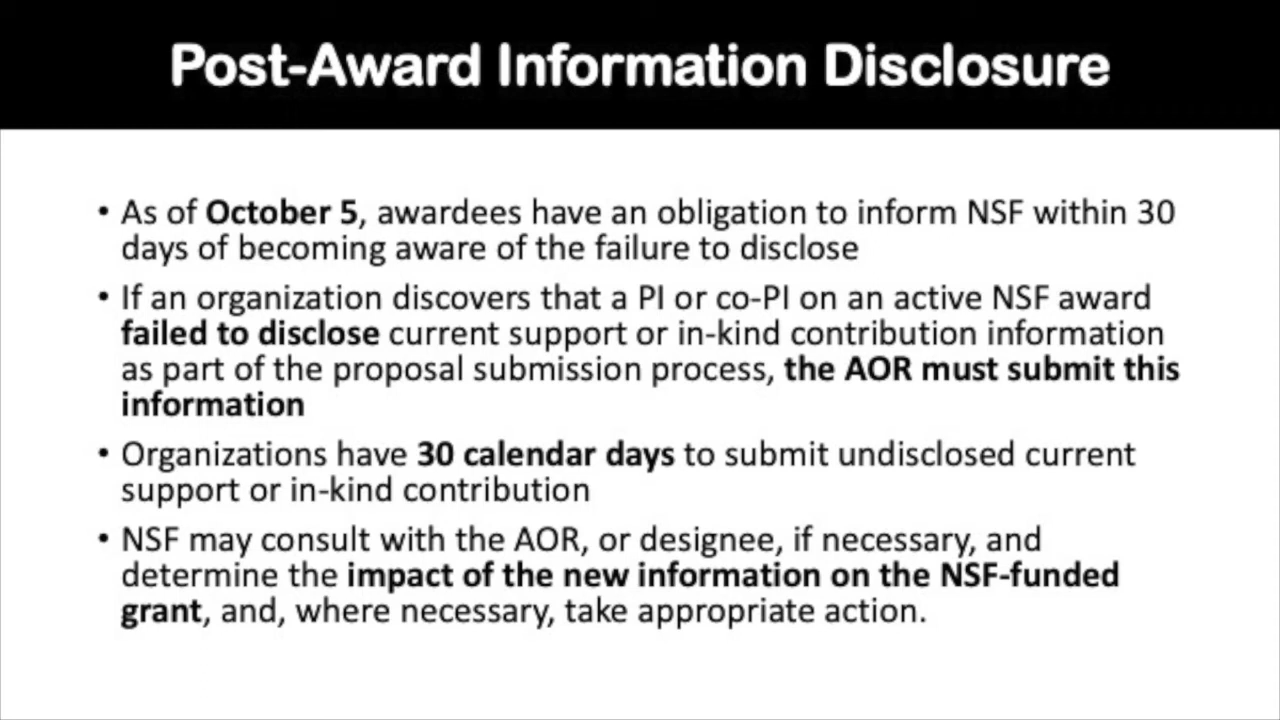 Post-Award Information Disclosure
• As of October 5, awardees have an obligation to inform NSF within 30
days of becoming aware of the failure to disclose
• If an organization discovers that a PI or co-PI on an active NSF award
failed to disclose current support or in-kind contribution information
as part of the proposal submission process, the AOR must submit this
information
• Organizations have 30 calendar days to submit undisclosed current
support or in-kind contribution
• NSF may consult with the AOR, or designee, if necessary, and
determine the impact of the new information on the NSF-funded
grant, and, where necessary, take appropriate action.